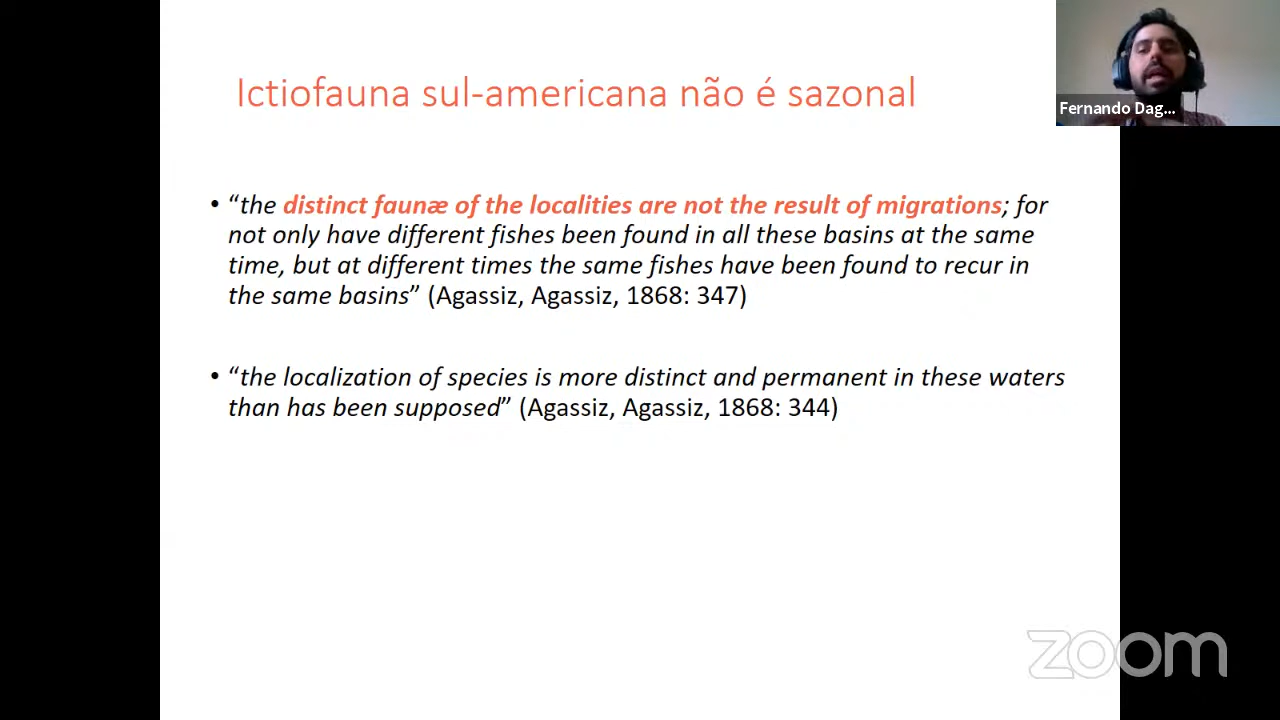 Ictiofauna sul-americana não é sazonal
Fernando Dag...
• “the distinct faunæ of the localities are not the result of migrations; for
not only have different fishes been found in all these basins at the same
time, but at different times the same fishes have been found to recur in
the same basins” (Agassiz, Agassiz, 1868: 347)
• “the localization of species is more distinct and permanent in these waters
than has been supposed” (Agassiz, Agassiz, 1868: 344)
zoom